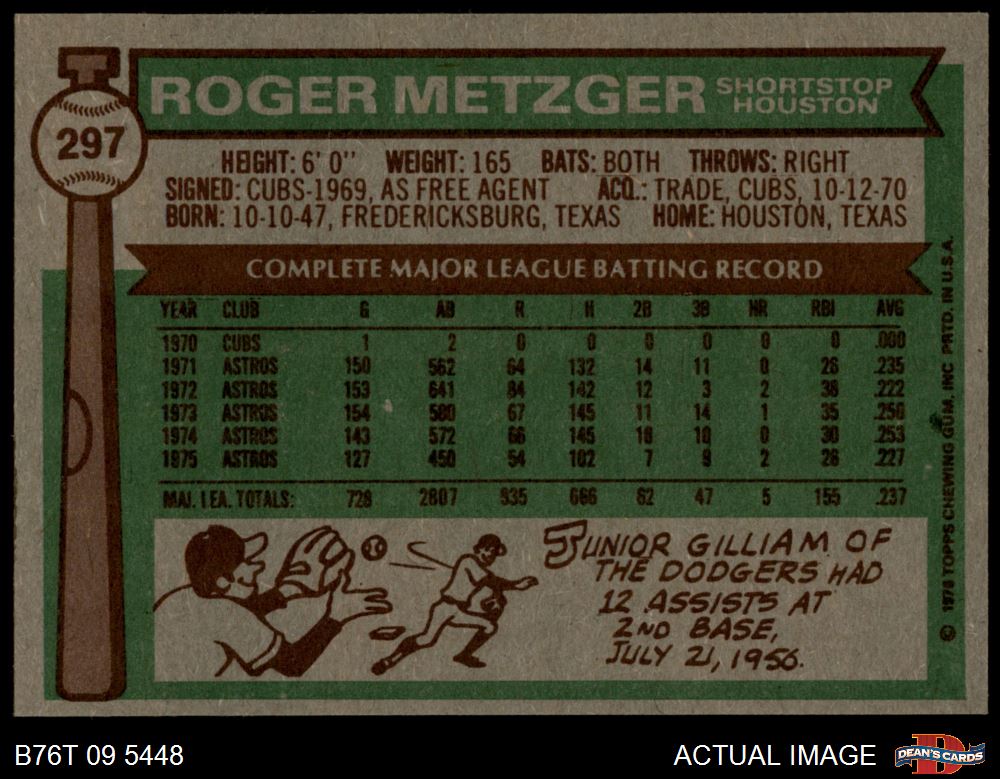 ROGER METZGER SHORTSTOP
HOUSTON
297
HEIGHT: 6' 0" WEIGHT: 165 BATS: BOTH THROWS: RIGHT
SIGNED: CUBS-1969, AS FREE AGENT ACQ.: TRADE, CUBS, 10-12-70
BORN: 10-10-47, FREDERICKSBURG, TEXAS HOME: HOUSTON, TEXAS
COMPLETE MAJOR LEAGUE BATTING RECORD
YEAR CLUB G AB R H 2B 3B HR RBI AVG
1970 CUBS 1 2 0 0 0 0 0 0 .000
1971 ASTROS 150 562 64 132 14 11 0 26 .235
1972 ASTROS 153 641 84 142 12 3 2 38 .222
1973 ASTROS 154 580 67 145 11 14 1 35 .250
1974 ASTROS 143 572 66 145 18 10 0 30 .253
1975 ASTROS 127 450 54 102 7 9 2 26 .227
MAJ. LEA. TOTALS: 728 2807 335 666 62 47 5 155 .237
JUNIOR GILLIAM OF
THE DODGERS HAD
12 ASSISTS AT
2ND BASE,
JULY 21, 1956.
© 1976 TOPPS CHEWING GUM, INC PRTD. IN U.S.A.
B76T 09 5448 ACTUAL IMAGE DEAN'S CARDS